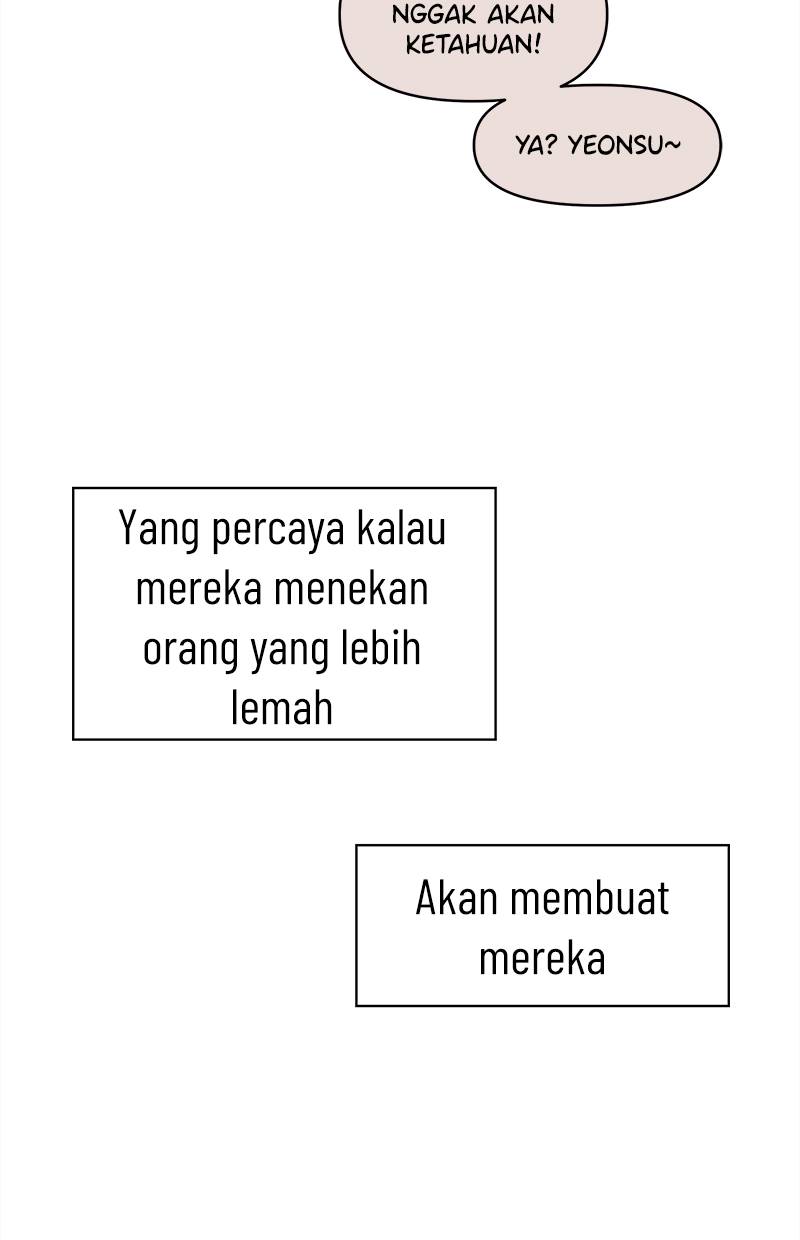 NGGAK AKAN
KETAHUAN!
YA? YEONSU~
Yang percaya kalau
mereka menekan
orang yang lebih
lemah
Akan membuat
mereka